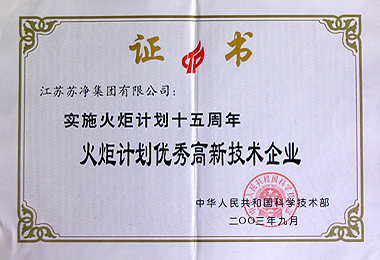 证书
江苏苏净集团有限公司：
实施火炬计划十五周年
火炬计划优秀高新技术企业
中华人民共和国科学技术部
二〇〇三年九月